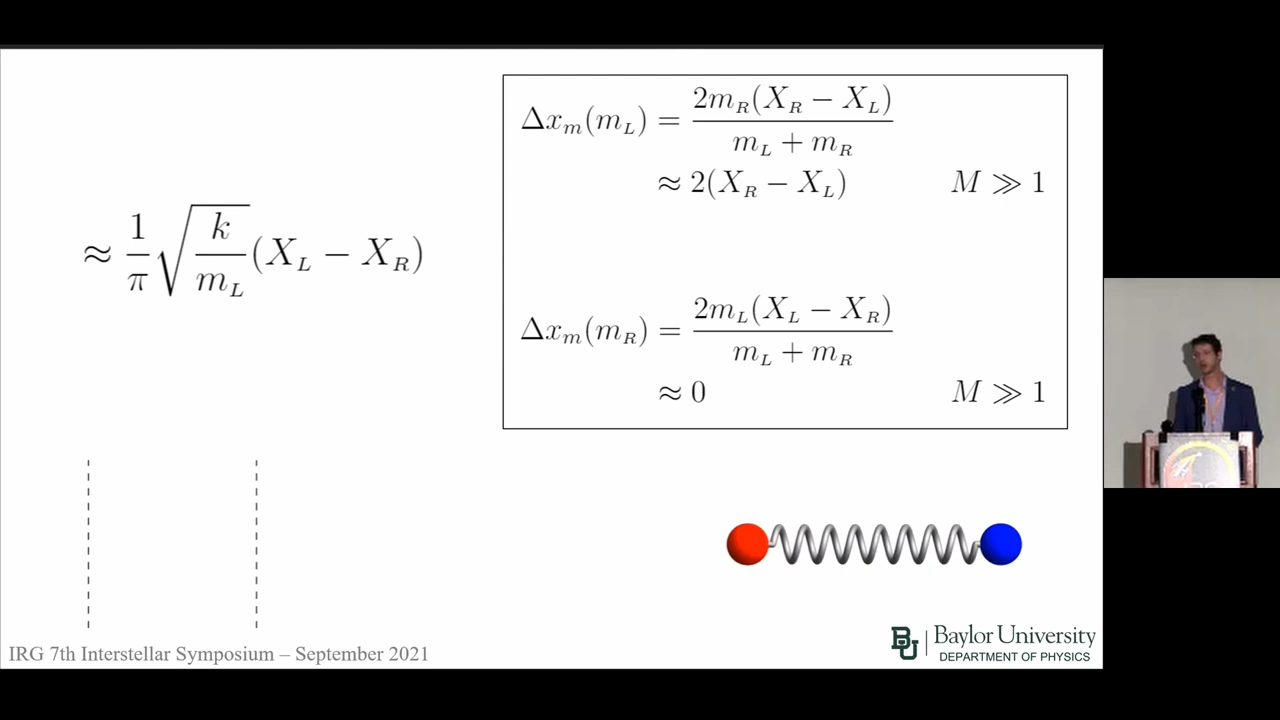 ≈ 1/π √(k/m_L) (X_L − X_R)
Δx_m(m_L) = 2m_R(X_R − X_L) / (m_L + m_R)
≈ 2(X_R − X_L) M ≫ 1
Δx_m(m_R) = 2m_L(X_L − X_R) / (m_L + m_R)
≈ 0 M ≫ 1
IRG 7th Interstellar Symposium – September 2021
BU
Baylor University
DEPARTMENT OF PHYSICS